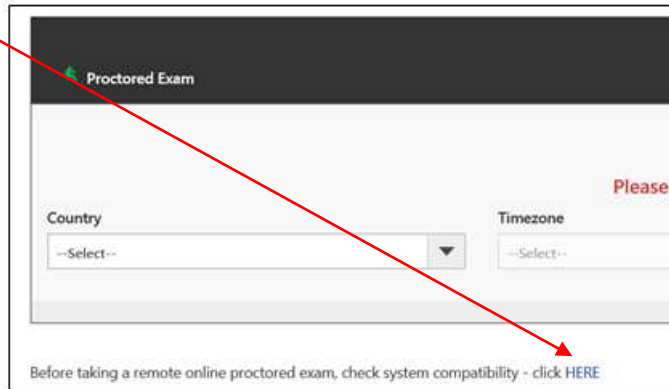 $ Proctored Exam
Please
Country Timezone
--Select-- --Select--
Before taking a remote online proctored exam, check system compatibility - click HERE